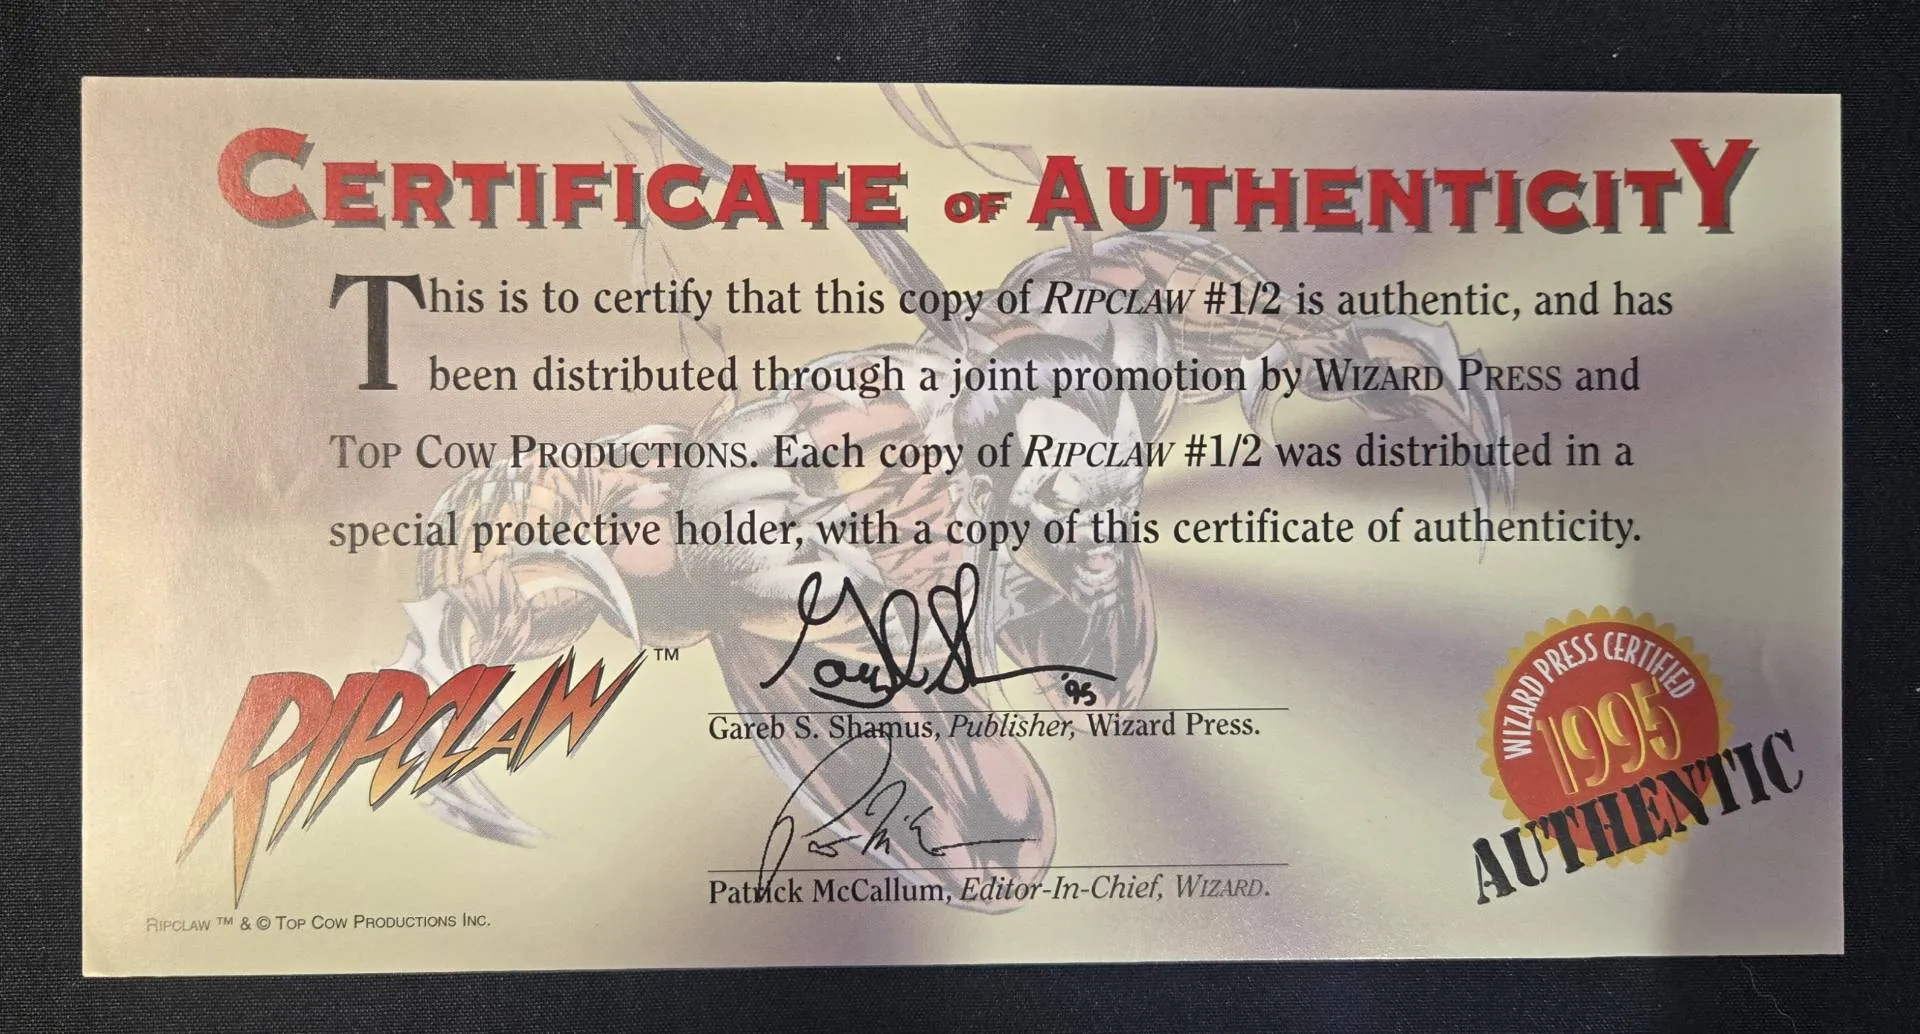 CERTIFICATE OF AUTHENTICITY
This is to certify that this copy of RIPCLAW #1/2 is authentic, and has
been distributed through a joint promotion by WIZARD PRESS and
TOP COW PRODUCTIONS. Each copy of RIPCLAW #1/2 was distributed in a
special protective holder, with a copy of this certificate of authenticity.
'95
Gareb S. Shamus, Publisher, Wizard Press.
Patrick McCallum, Editor-In-Chief, WIZARD.
RIPCLAW ™
RIPCLAW ™ & © TOP COW PRODUCTIONS INC.
WIZARD PRESS CERTIFIED
1995
AUTHENTIC